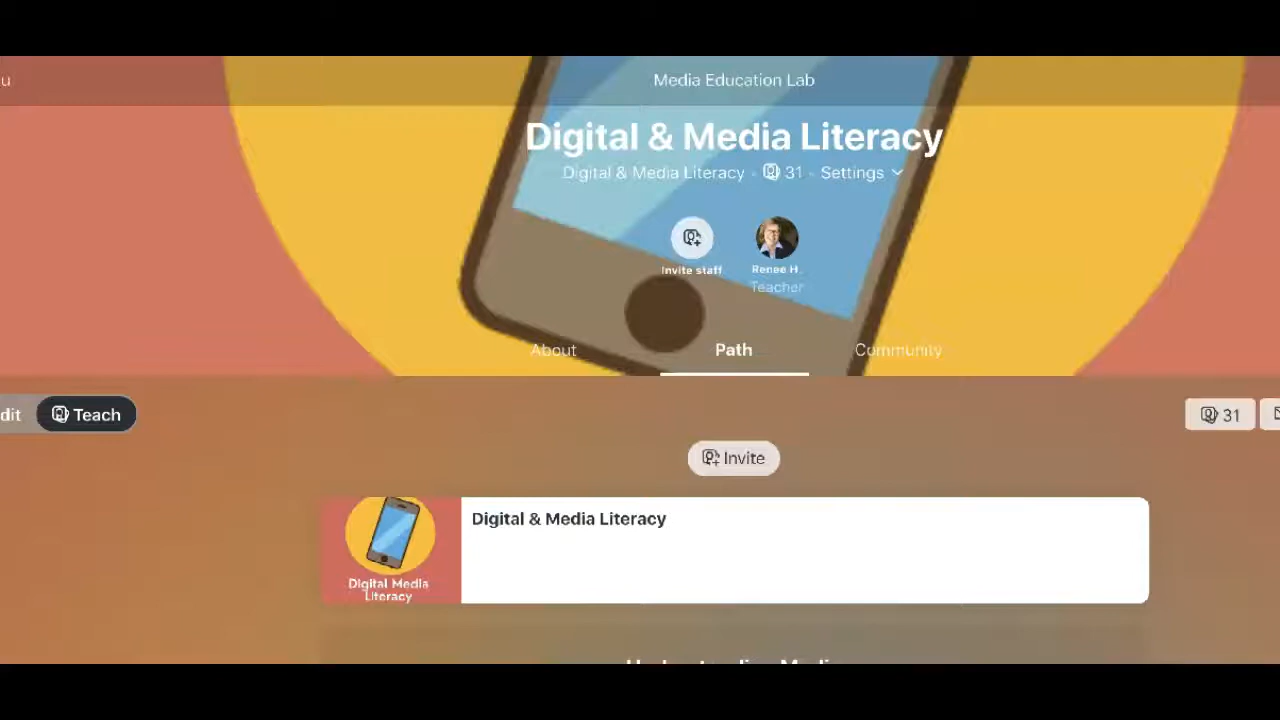 u
Media Education Lab
Digital & Media Literacy
Digital & Media Literacy · 31 · Settings
Invite staff
Renee H.
Teacher
About
Path
Community
dit
Teach
31
Invite
Digital & Media Literacy
Digital Media
Literacy